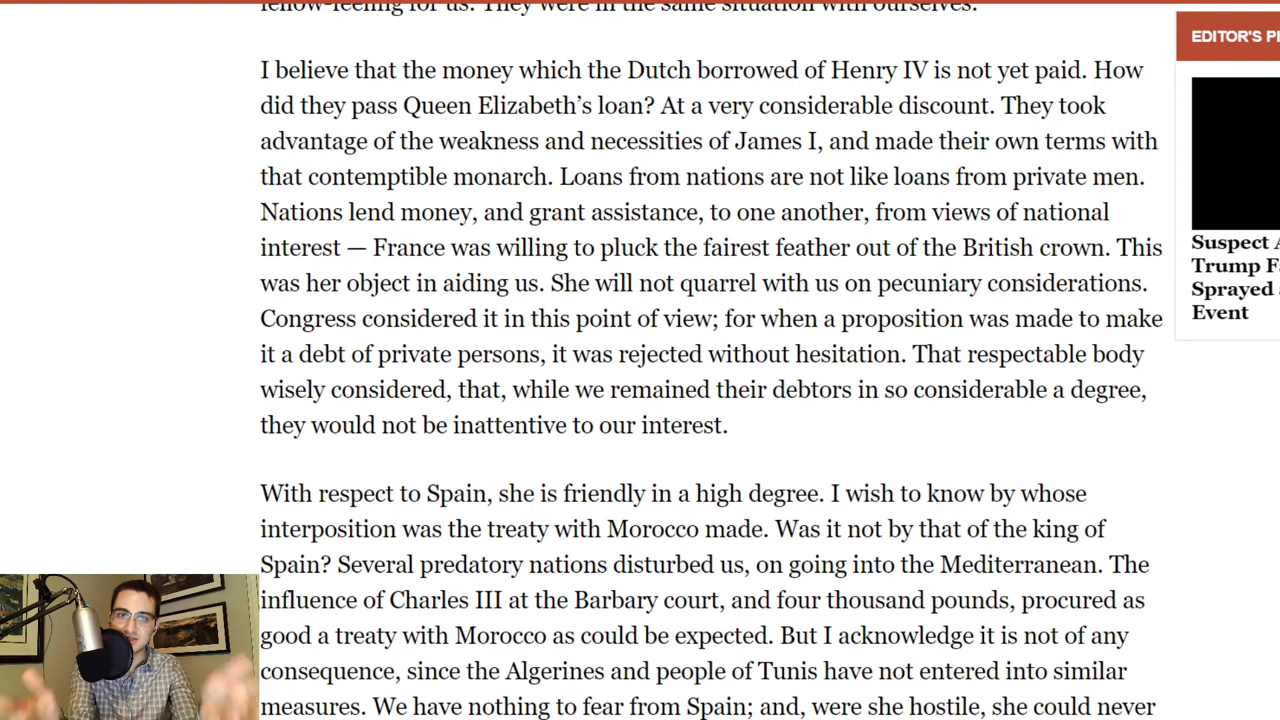 fellow-feeling for us. They were in the same situation with ourselves.
I believe that the money which the Dutch borrowed of Henry IV is not yet paid. How
did they pass Queen Elizabeth’s loan? At a very considerable discount. They took
advantage of the weakness and necessities of James I, and made their own terms with
that contemptible monarch. Loans from nations are not like loans from private men.
Nations lend money, and grant assistance, to one another, from views of national
interest — France was willing to pluck the fairest feather out of the British crown. This
was her object in aiding us. She will not quarrel with us on pecuniary considerations.
Congress considered it in this point of view; for when a proposition was made to make
it a debt of private persons, it was rejected without hesitation. That respectable body
wisely considered, that, while we remained their debtors in so considerable a degree,
they would not be inattentive to our interest.
With respect to Spain, she is friendly in a high degree. I wish to know by whose
interposition was the treaty with Morocco made. Was it not by that of the king of
Spain? Several predatory nations disturbed us, on going into the Mediterranean. The
influence of Charles III at the Barbary court, and four thousand pounds, procured as
good a treaty with Morocco as could be expected. But I acknowledge it is not of any
consequence, since the Algerines and people of Tunis have not entered into similar
measures. We have nothing to fear from Spain; and, were she hostile, she could never
EDITOR'S
Suspect
Trump
Sprayed
Event